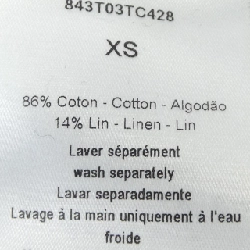 843T03TC428
XS
86% Coton - Cotton - Algodão
14% Lin - Linen - Lin
Laver séparément
wash separately
Lavar separadamente
Lavage à la main uniquement à l'eau
froide